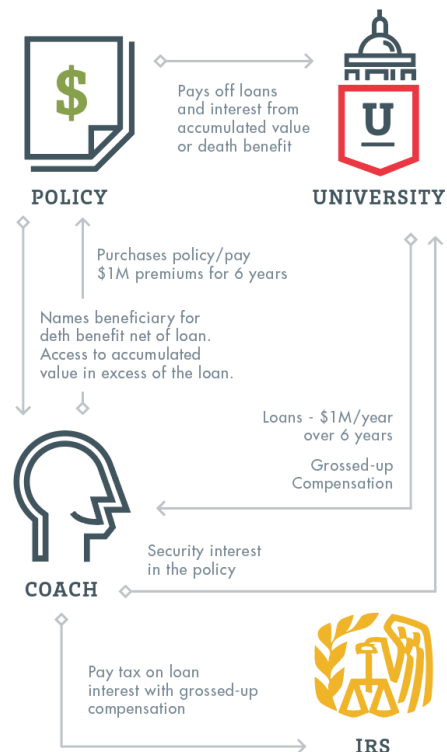 $
U
Pays off loans
and interest from
accumulated value
or death benefit
POLICY
UNIVERSITY
Purchases policy/pay
$1M premiums for 6 years
Names beneficiary for
deth benefit net of loan.
Access to accumulated
value in excess of the loan.
Loans - $1M/year
over 6 years
Grossed-up
Compensation
Security interest
in the policy
COACH
Pay tax on loan
interest with grossed-up
compensation
IRS